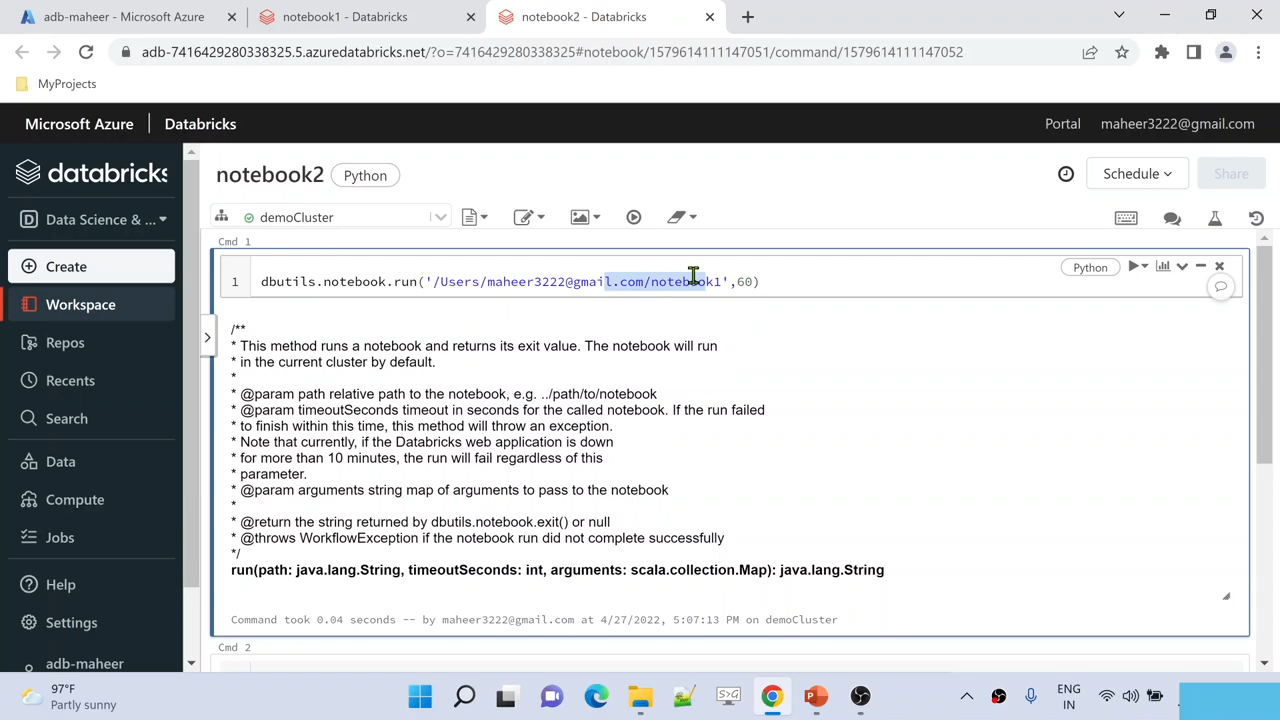 adb-maheer - Microsoft Azure
notebook1 - Databricks
notebook2 - Databricks
adb-7416429280338325.5.azuredatabricks.net/?o=7416429280338325#notebook/1579614111147051/command/1579614111147052
MyProjects
Microsoft Azure
Databricks
Portal
maheer3222@gmail.com
databricks
notebook2
Python
Schedule
Share
Data Science & ...
demoCluster
Create
Workspace
Repos
Recents
Search
Data
Compute
Jobs
Help
Settings
adb-maheer
Cmd 1
1
dbutils.notebook.run('/Users/maheer3222@gmail.com/notebook1',60)
Python
/**
* This method runs a notebook and returns its exit value. The notebook will run
* in the current cluster by default.
*
* @param path relative path to the notebook, e.g. ../path/to/notebook
* @param timeoutSeconds timeout in seconds for the called notebook. If the run failed
* to finish within this time, this method will throw an exception.
* Note that currently, if the Databricks web application is down
* for more than 10 minutes, the run will fail regardless of this
* parameter.
* @param arguments string map of arguments to pass to the notebook
*
* @return the string returned by dbutils.notebook.exit() or null
* @throws WorkflowException if the notebook run did not complete successfully
*/
run(path: java.lang.String, timeoutSeconds: int, arguments: scala.collection.Map): java.lang.String
Command took 0.04 seconds -- by maheer3222@gmail.com at 4/27/2022, 5:07:13 PM on demoCluster
Cmd 2
97°F
Partly sunny
ENG
IN